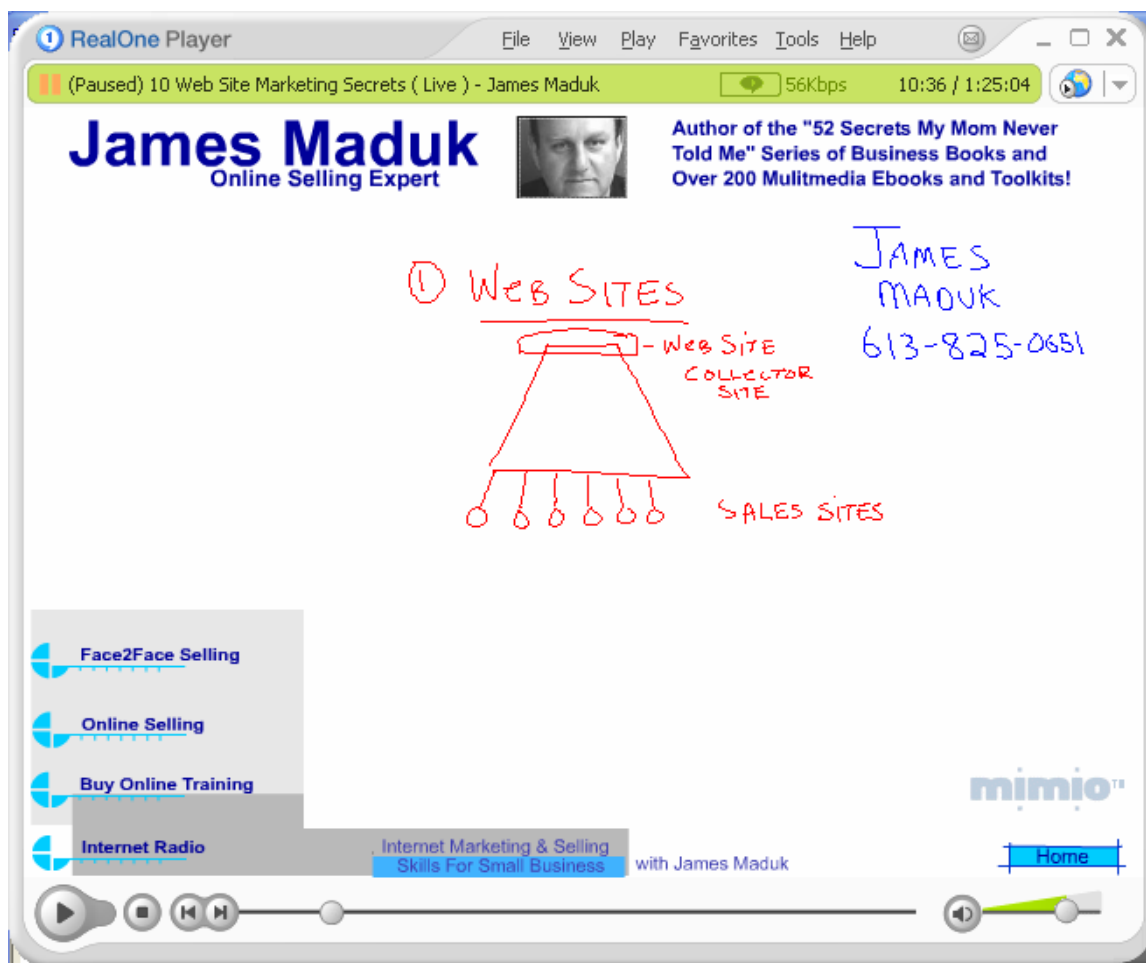 RealOne Player File View Play Favorites Tools Help
(Paused) 10 Web Site Marketing Secrets ( Live ) - James Maduk 56Kbps 10:36 / 1:25:04
James Maduk
Online Selling Expert
Author of the "52 Secrets My Mom Never
Told Me" Series of Business Books and
Over 200 Mulitmedia Ebooks and Toolkits!
JAMES
MADUK
613-825-0651
① WEB SITES
- WEB SITE
COLLECTOR
SITE
SALES SITES
Face2Face Selling
Online Selling
Buy Online Training
Internet Radio
mimio™
Internet Marketing & Selling
Skills For Small Business
with James Maduk
Home